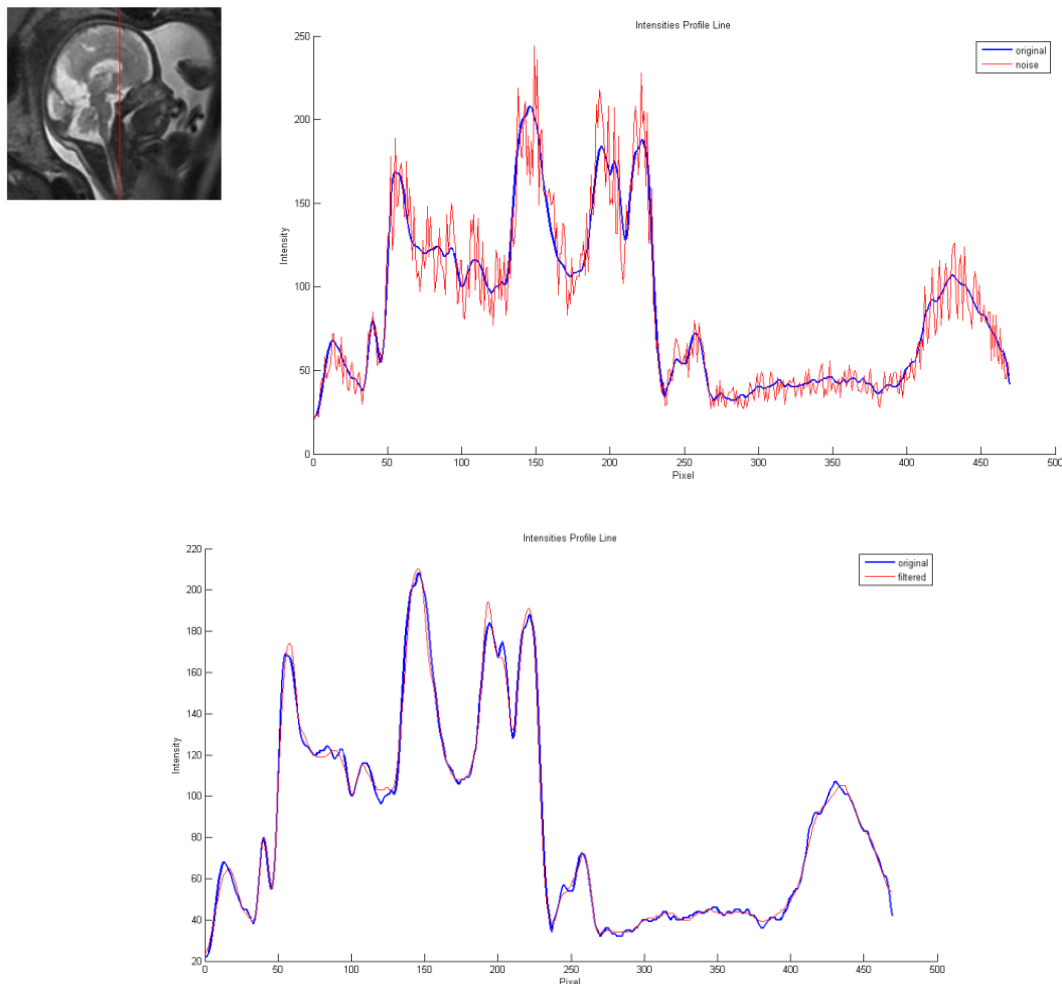 Intensities Profile Line
250
200
150
100
50
0
Intensity
original
noise
0 50 100 150 200 250 300 350 400 450 500
Pixel
Intensities Profile Line
220
200
180
160
140
120
100
80
60
40
20
Intensity
original
filtered
0 50 100 150 200 250 300 350 400 450 500
Pixel